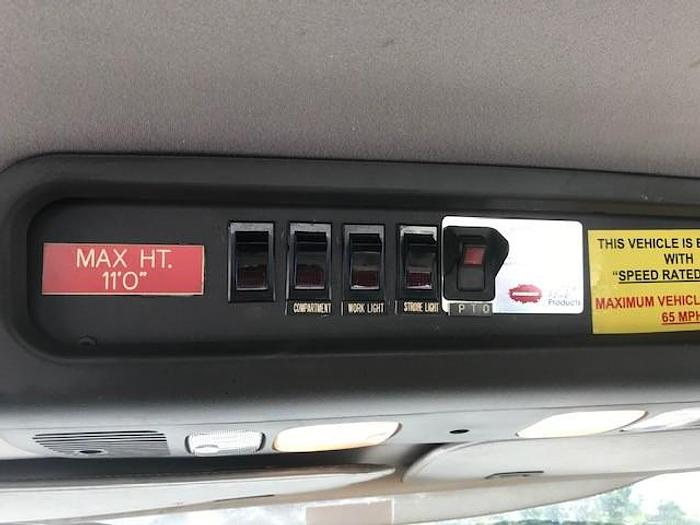 MAX HT.
11'0"
COMPARTMENT
WORK LIGHT
STROBE LIGHT
PTO
Products
THIS VEHICLE IS
WITH
"SPEED RATED
MAXIMUM
65 MPH